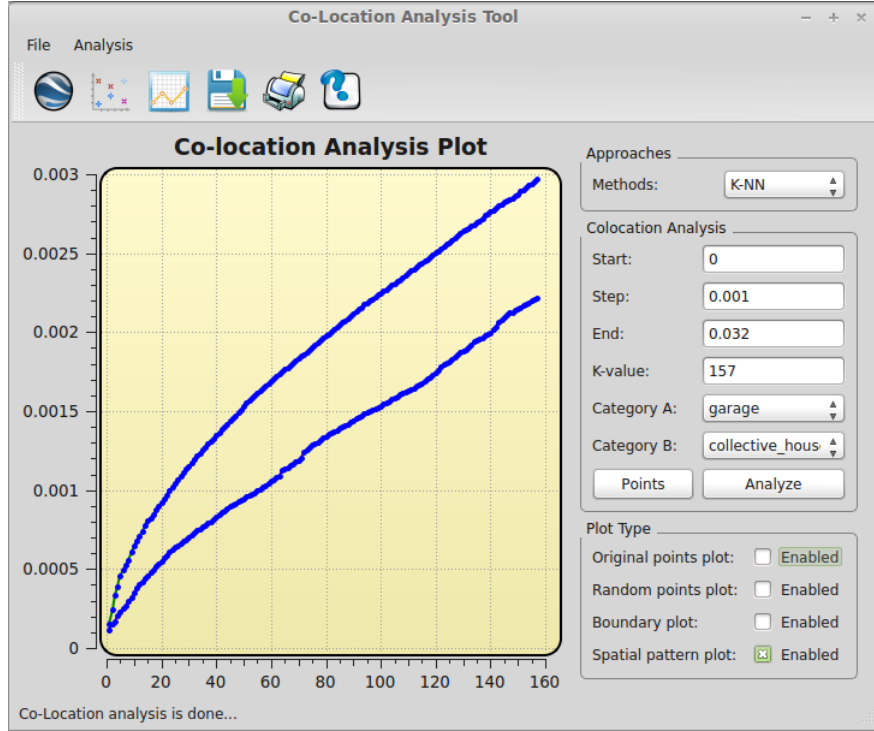 Co-Location Analysis Tool
File Analysis
Co-location Analysis Plot
0.003
0.0025
0.002
0.0015
0.001
0.0005
0
0 20 40 60 80 100 120 140 160
Approaches
Methods: K-NN
Colocation Analysis
Start: 0
Step: 0.001
End: 0.032
K-value: 157
Category A: garage
Category B: collective_hous
Points Analyze
Plot Type
Original points plot: Enabled
Random points plot: Enabled
Boundary plot: Enabled
Spatial pattern plot: Enabled
Co-Location analysis is done...